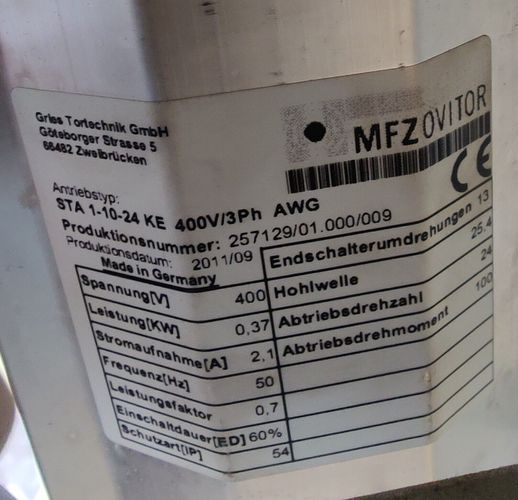 Gries Tortechnik GmbH
Göteborger Strasse 5
66482 Zweibrücken
MFZOVITOR
CE
Antriebstyp:
STA 1-10-24 KE 400V/3Ph AWG
Produktionsnummer: 257129/01.000/009
Produktionsdatum: 2011/09
Made in Germany
Spannung[V] 400
Leistung[KW] 0,37
Stromaufnahme[A] 2,1
Frequenz[Hz] 50
Leistungsfaktor 0,7
Einschaltdauer[ED] 60%
Schutzart[IP] 54
Endschalterumdrehungen 13
Hohlwelle 25.4
Abtriebsdrehzahl 24
Abtriebsdrehmoment 100